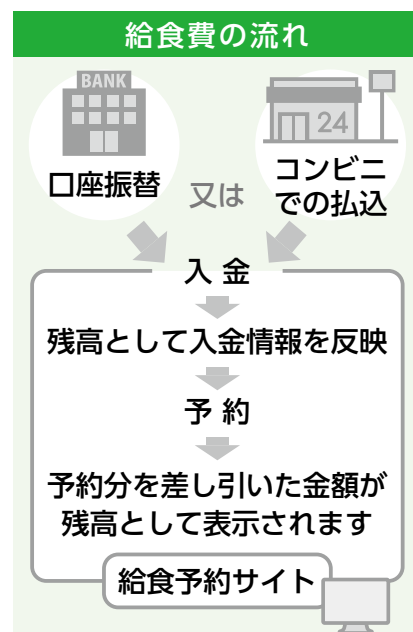 給食費の流れ
BANK
24
口座振替
又は
コンビニ
での払込
入金
残高として入金情報を反映
予約
予約分を差し引いた金額が
残高として表示されます
給食予約サイト